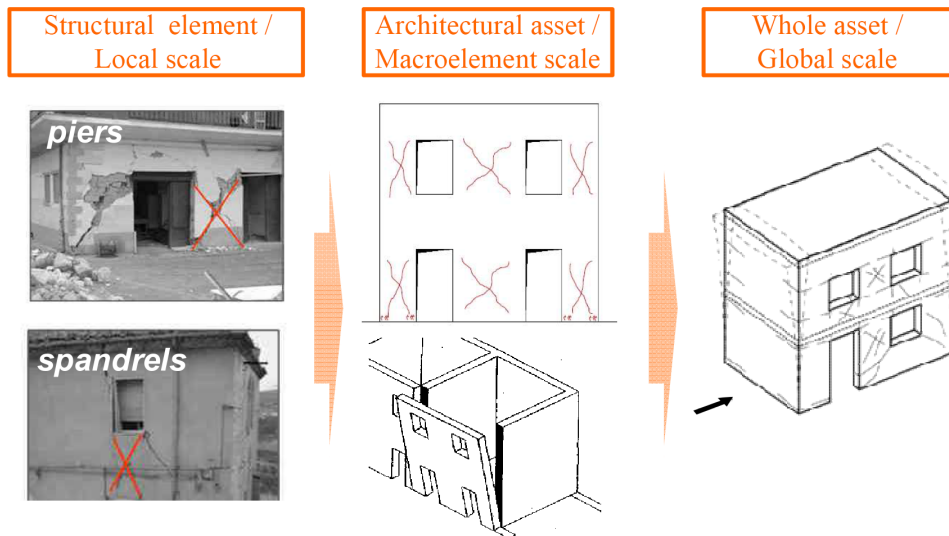 Structural element /
Local scale
Architectural asset /
Macroelement scale
Whole asset /
Global scale
piers
spandrels